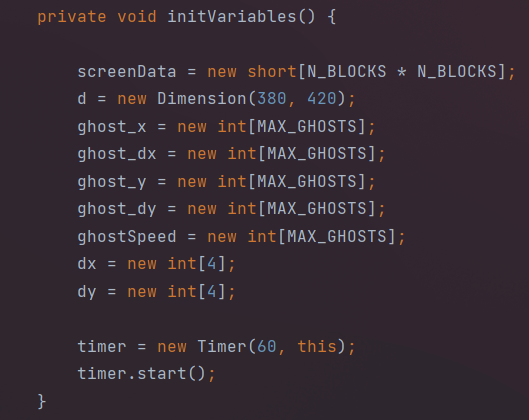 private void initVariables() {
screenData = new short[N_BLOCKS * N_BLOCKS];
d = new Dimension(380, 420);
ghost_x = new int[MAX_GHOSTS];
ghost_dx = new int[MAX_GHOSTS];
ghost_y = new int[MAX_GHOSTS];
ghost_dy = new int[MAX_GHOSTS];
ghostSpeed = new int[MAX_GHOSTS];
dx = new int[4];
dy = new int[4];
timer = new Timer(60, this);
timer.start();
}